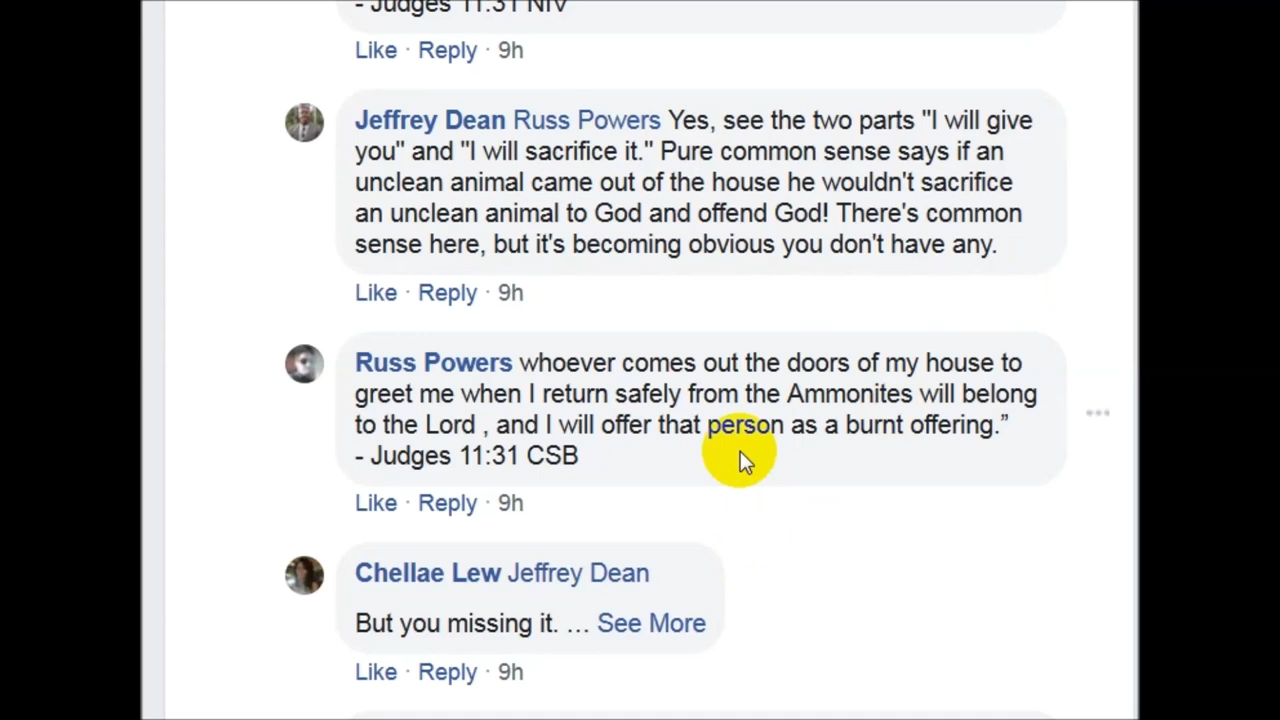 - Judges 11:31 NIV
Like · Reply · 9h
Jeffrey Dean Russ Powers Yes, see the two parts "I will give
you" and "I will sacrifice it." Pure common sense says if an
unclean animal came out of the house he wouldn't sacrifice
an unclean animal to God and offend God! There's common
sense here, but it's becoming obvious you don't have any.
Like · Reply · 9h
Russ Powers whoever comes out the doors of my house to
greet me when I return safely from the Ammonites will belong
to the Lord , and I will offer that person as a burnt offering.”
- Judges 11:31 CSB
Like · Reply · 9h
Chellae Lew Jeffrey Dean
But you missing it. … See More
Like · Reply · 9h